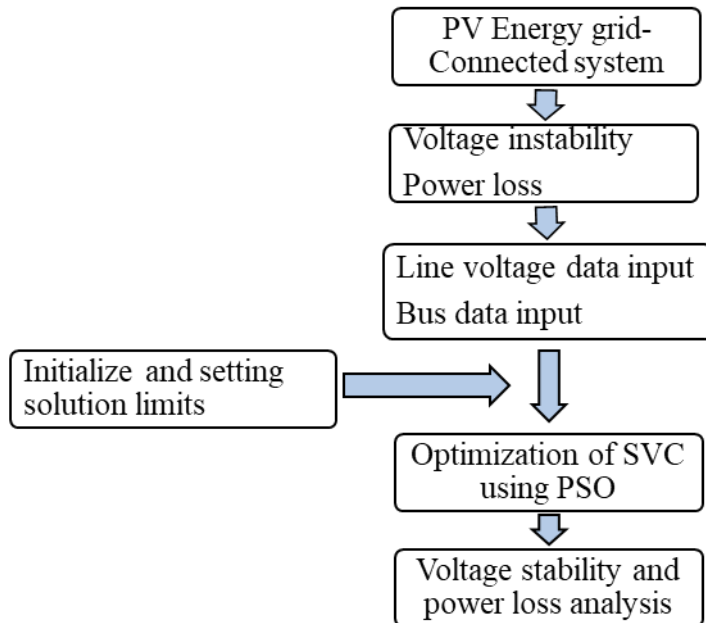 PV Energy grid-
Connected system
Voltage instability
Power loss
Line voltage data input
Bus data input
Initialize and setting
solution limits
Optimization of SVC
using PSO
Voltage stability and
power loss analysis